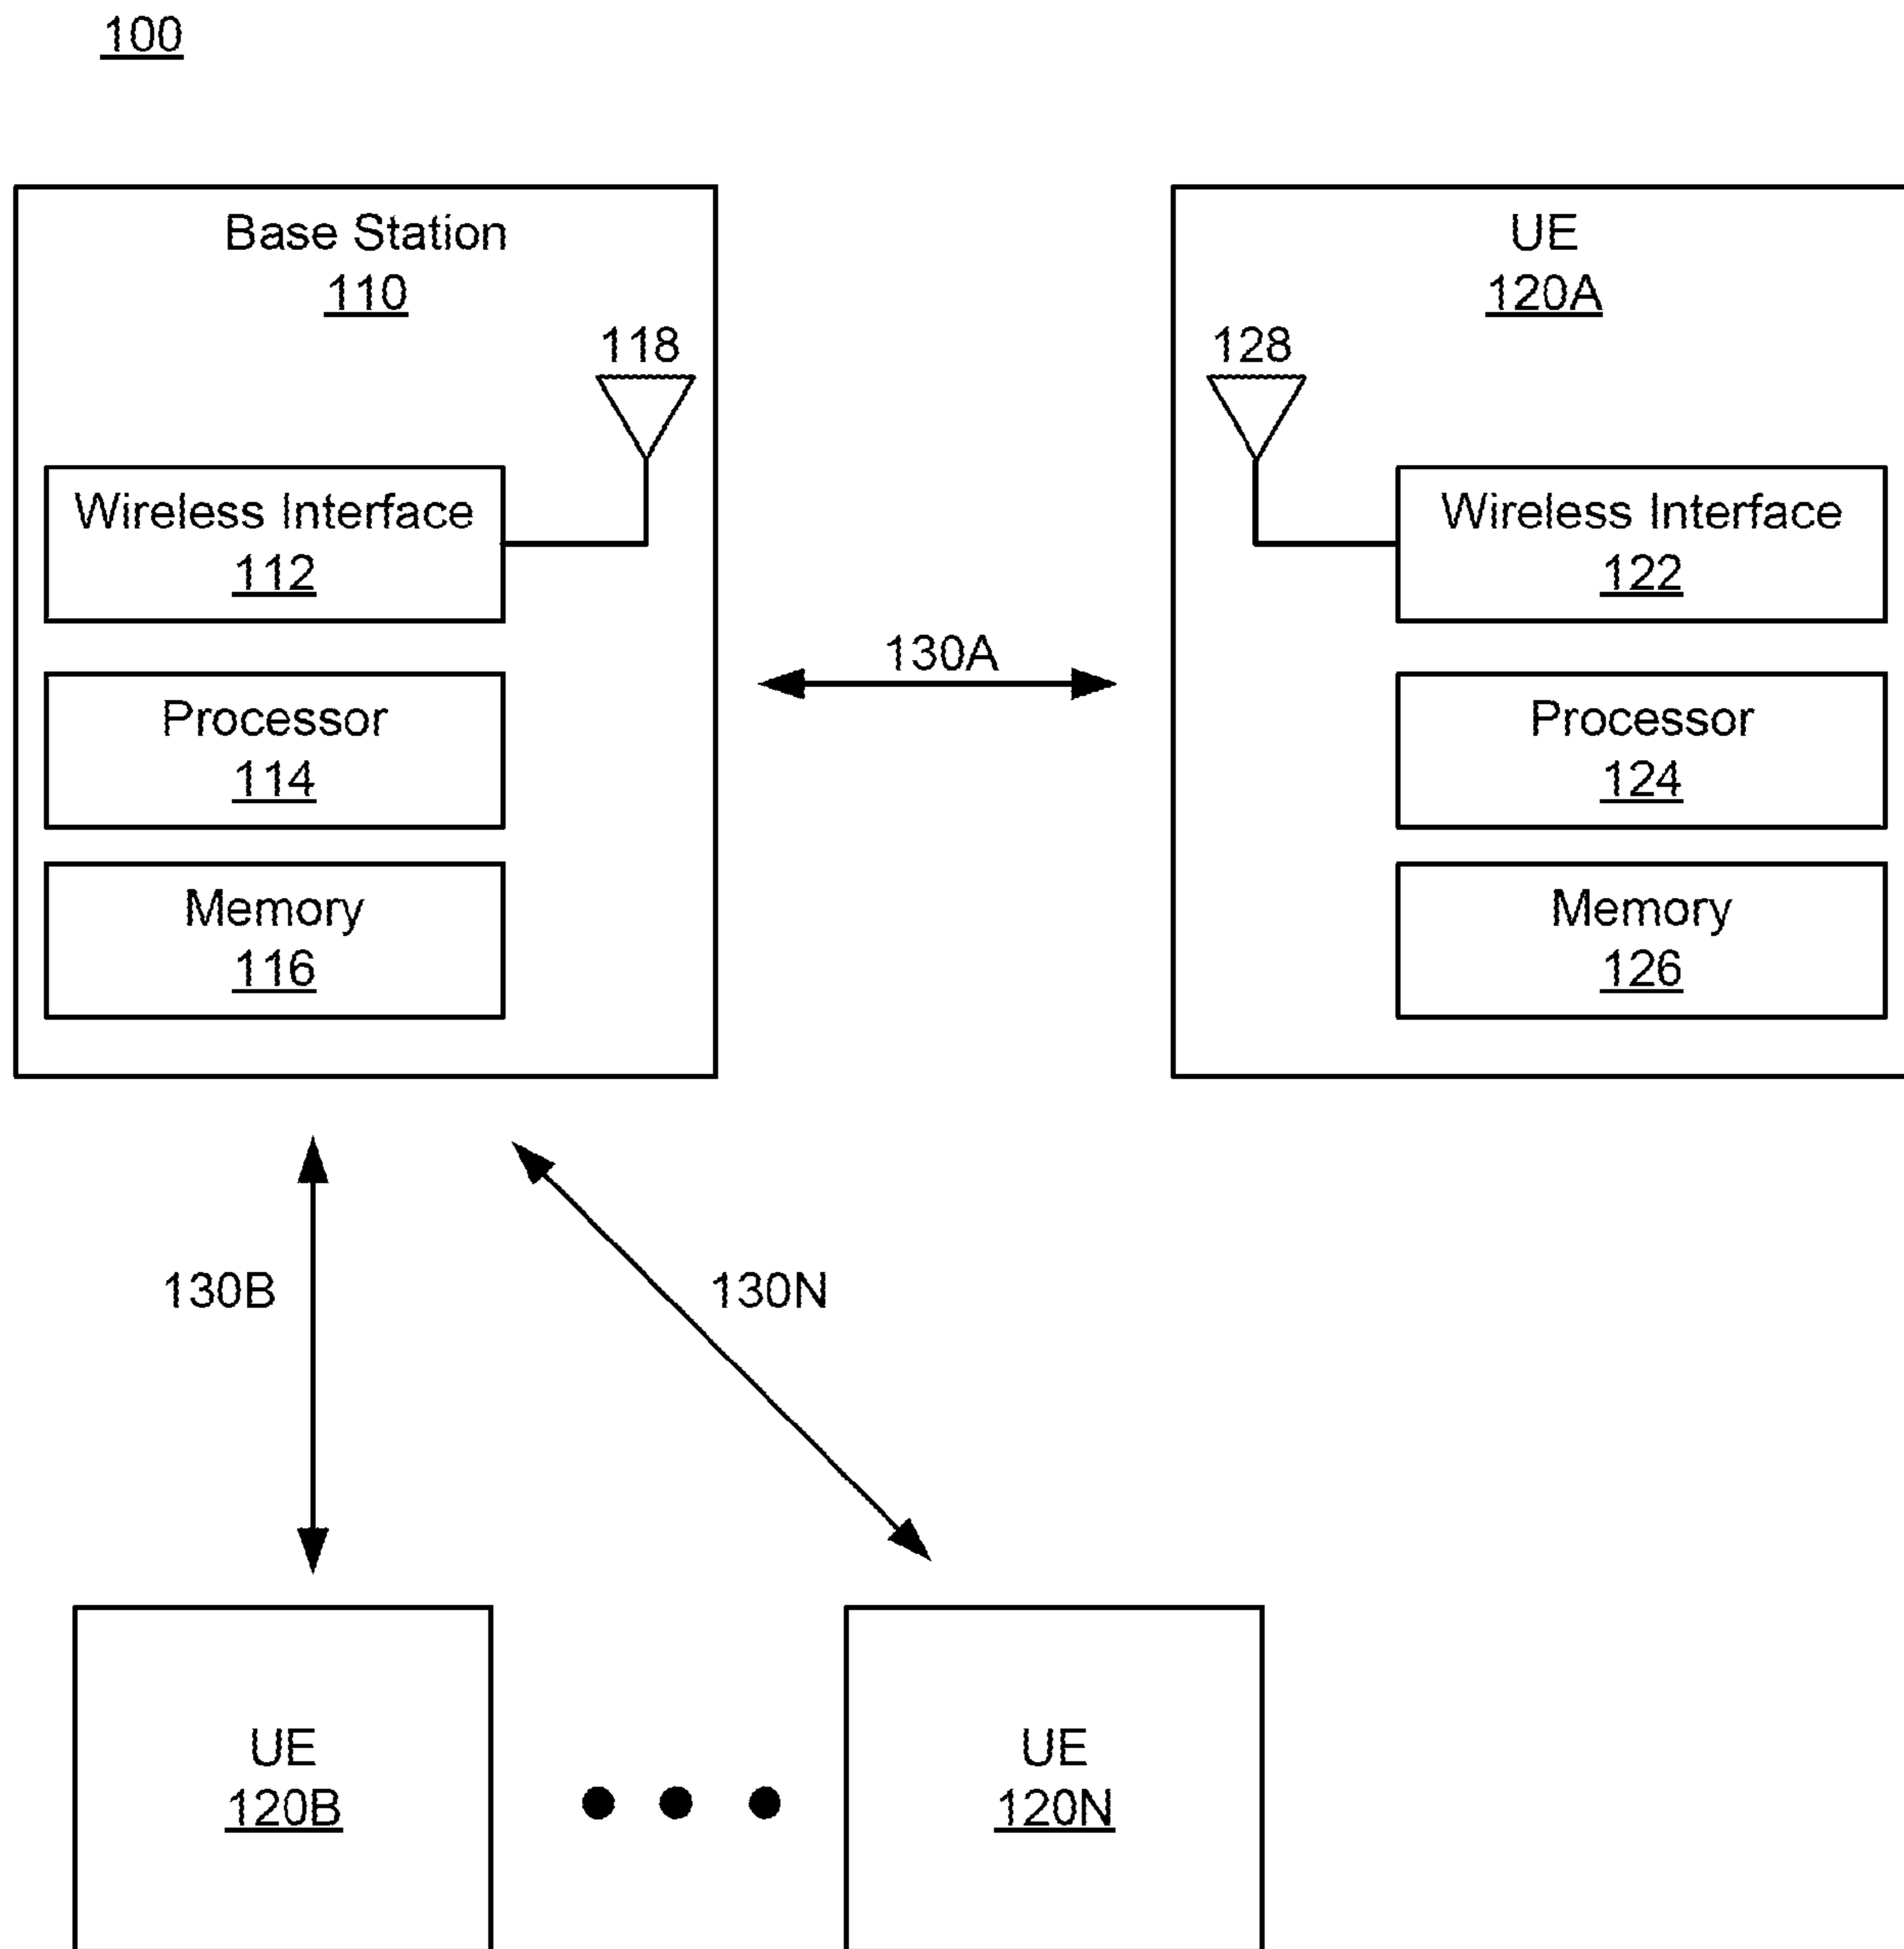 100
Base Station
110
118
Wireless Interface
112
Processor
114
Memory
116
130A
UE
120A
128
Wireless Interface
122
Processor
124
Memory
126
130B
130N
UE
120B
UE
120N